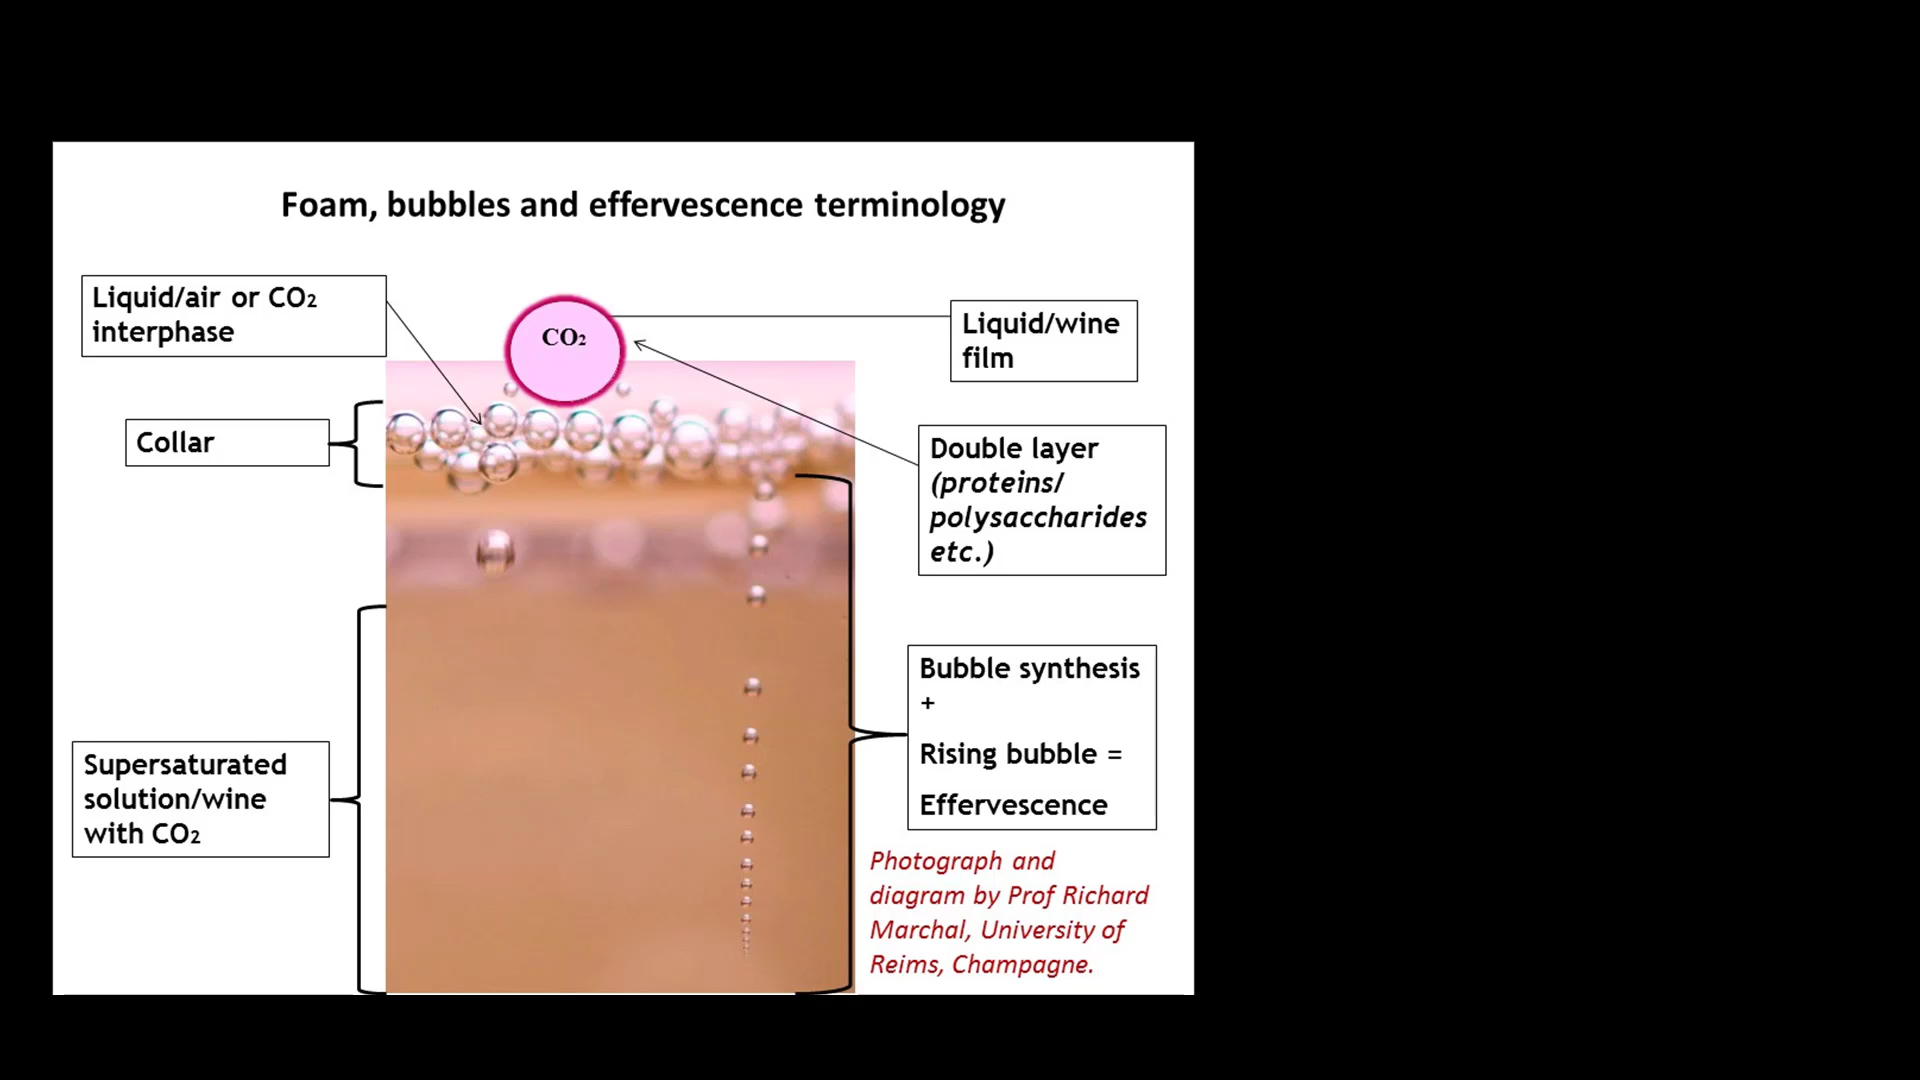 Foam, bubbles and effervescence terminology
Liquid/air or CO₂
interphase
CO₂
Liquid/wine
film
Collar
Double layer
(proteins/
polysaccharides
etc.)
Supersaturated
solution/wine
with CO₂
Bubble synthesis
+
Rising bubble =
Effervescence
Photograph and
diagram by Prof Richard
Marchal, University of
Reims, Champagne.